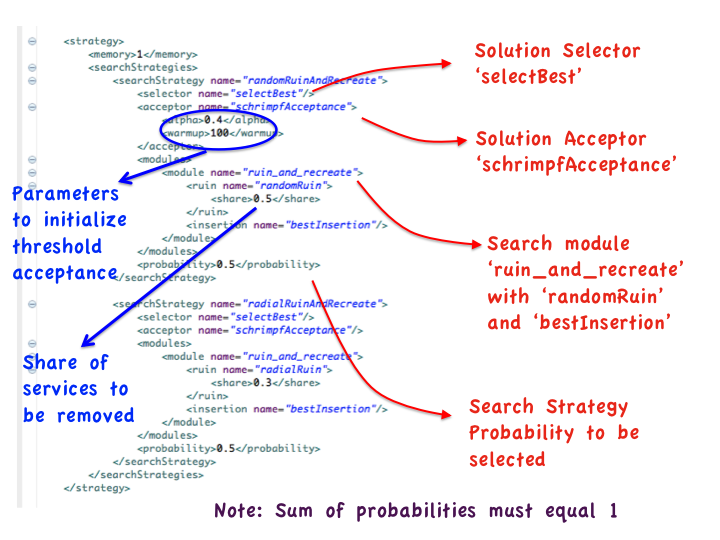 <strategy>
<memory>1</memory>
<searchStrategies>
<searchStrategy name="randomRuinAndRecreate">
<selector name="selectBest"/>
<acceptor name="schrimpfAcceptance">
<alpha>0.4</alpha>
<warmup>100</warmup>
</acceptor>
<modules>
<module name="ruin_and_recreate">
<ruin name="randomRuin">
<share>0.5</share>
</ruin>
<insertion name="bestInsertion"/>
</module>
</modules>
<probability>0.5</probability>
</searchStrategy>
<searchStrategy name="radialRuinAndRecreate">
<selector name="selectBest"/>
<acceptor name="schrimpfAcceptance"/>
<modules>
<module name="ruin_and_recreate">
<ruin name="radialRuin">
<share>0.3</share>
</ruin>
<insertion name="bestInsertion"/>
</module>
</modules>
<probability>0.5</probability>
</searchStrategy>
</searchStrategies>
</strategy>
Solution Selector
‘selectBest’
Solution Acceptor
‘schrimpfAcceptance’
Search module
‘ruin_and_recreate’
with ‘randomRuin’
and ‘bestInsertion’
Search Strategy
Probability to be
selected
Parameters
to initialize
threshold
acceptance
Share of
services to
be removed
Note: Sum of probabilities must equal 1